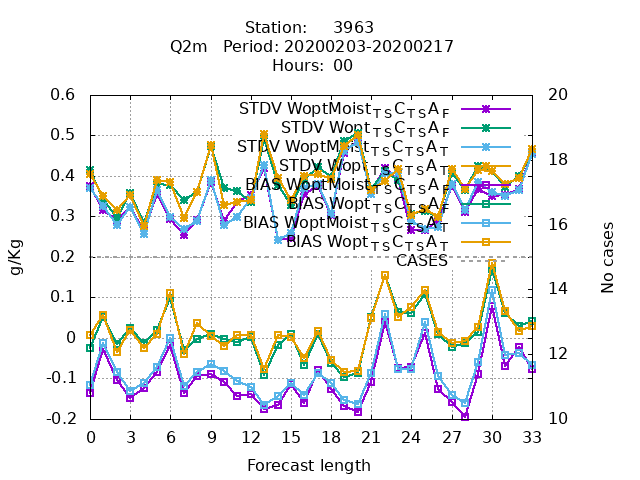 Station: 3963
Q2m Period: 20200203-20200217
Hours: 00
0.6
0.5
0.4
0.3
0.2
0.1
0
-0.1
-0.2
g/Kg
20
18
16
14
12
10
No cases
STDV WoptMoist_TS C_TS A_F
STDV Wopt_TS C_TS A_F
STDV WoptMoist_TS C_TS A_T
STDV Wopt_TS C_TS A_T
BIAS WoptMoist_TS C_TS A_F
BIAS Wopt_TS C_TS A_F
BIAS WoptMoist_TS C_TS A_T
BIAS Wopt_TS C_TS A_T
CASES
0 3 6 9 12 15 18 21 24 27 30 33
Forecast length